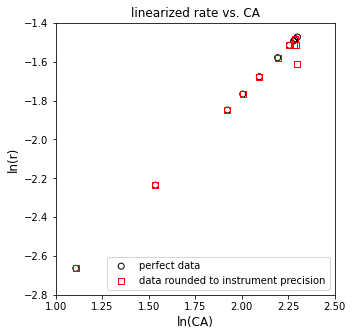 linearized rate vs. CA
−1.4
−1.6
−1.8
−2.0
−2.2
−2.4
−2.6
−2.8
ln(r)
perfect data
data rounded to instrument precision
1.00 1.25 1.50 1.75 2.00 2.25 2.50
ln(CA)